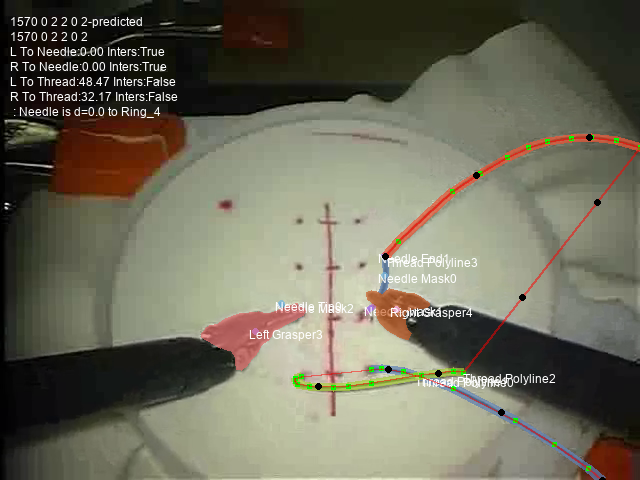 1570 0 2 2 0 2-predicted
1570 0 2 2 0 2
L To Needle:0.00 Inters:True
R To Needle:0.00 Inters:True
L To Thread:48.47 Inters:False
R To Thread:32.17 Inters:False
: Needle is d=0.0 to Ring_4
Needle End1
Thread Polyline3
Needle Mask0
Needle Tip0
Mask2
Right Grasper4
Left Grasper3
Thread Polyline2